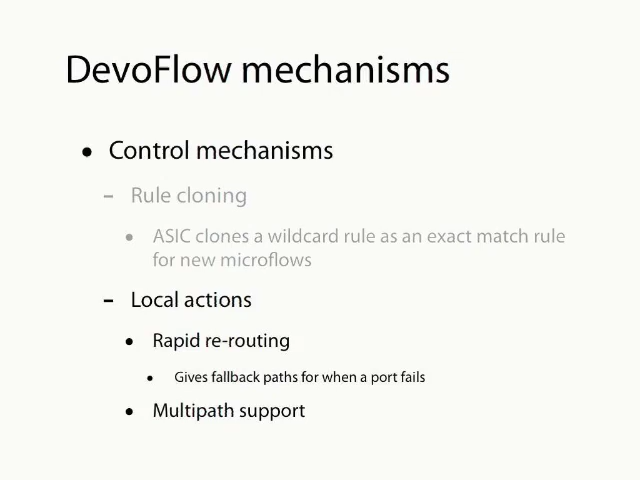 DevoFlow mechanisms
• Control mechanisms
– Rule cloning
• ASIC clones a wildcard rule as an exact match rule
for new microflows
– Local actions
• Rapid re-routing
• Gives fallback paths for when a port fails
• Multipath support